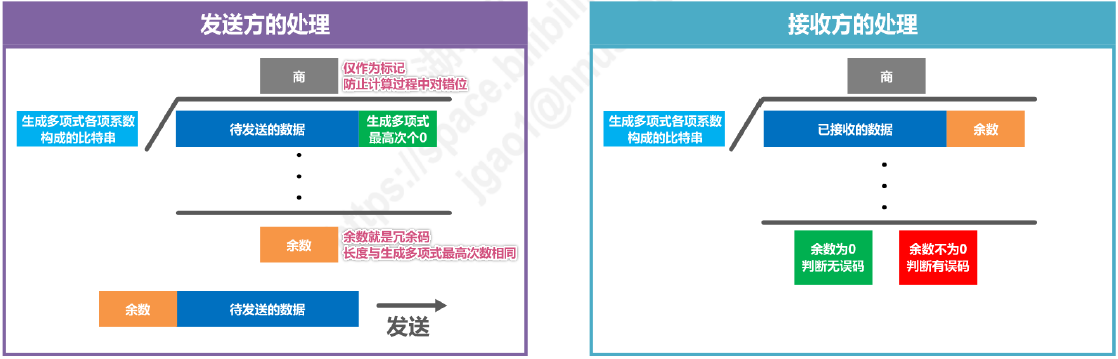 发送方的处理
商
仅作为标记
防止计算过程中对错位
生成多项式各项系数
构成的比特串
待发送的数据
生成多项式
最高次个0
余数
余数就是冗余码
长度与生成多项式最高次数相同
余数
待发送的数据
发送
接收方的处理
商
生成多项式各项系数
构成的比特串
已接收的数据
余数
余数为0
判断无误码
余数不为0
判断有误码